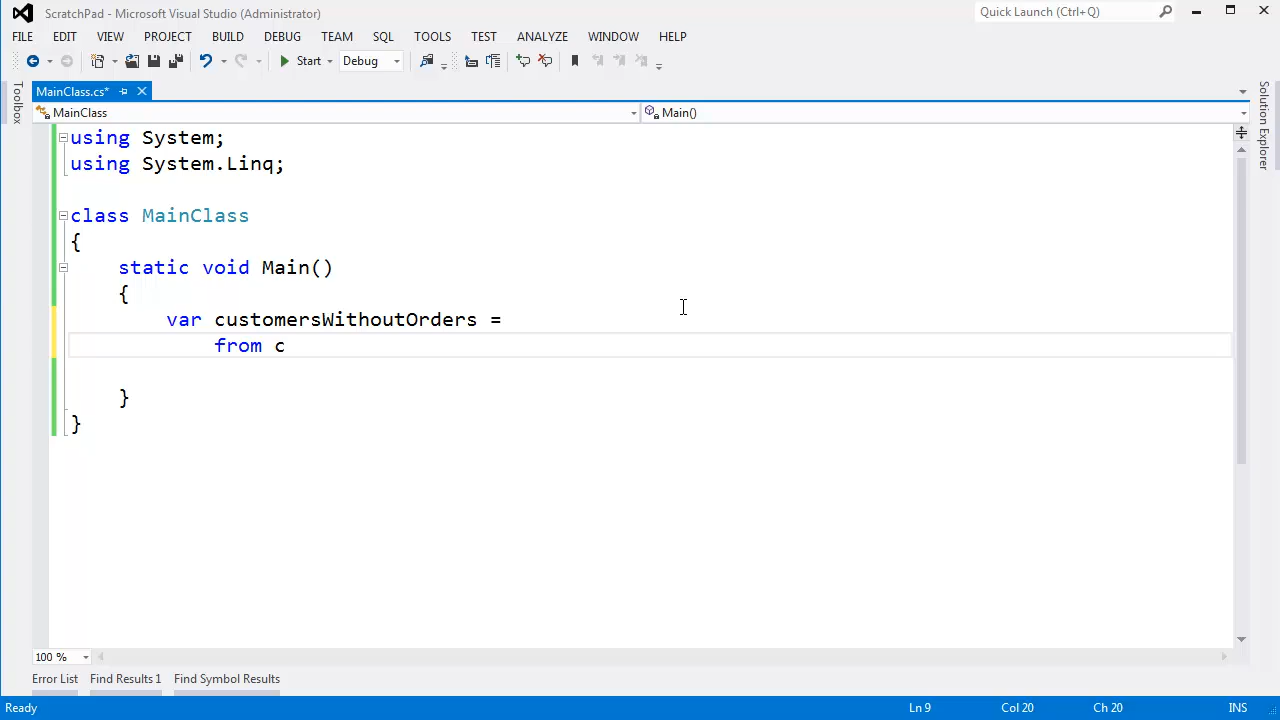 ScratchPad - Microsoft Visual Studio (Administrator)
Quick Launch (Ctrl+Q)
FILE EDIT VIEW PROJECT BUILD DEBUG TEAM SQL TOOLS TEST ANALYZE WINDOW HELP
Start Debug
MainClass.cs*
MainClass Main()
Toolbox
Solution Explorer
using System;
using System.Linq;
class MainClass
{
static void Main()
{
var customersWithoutOrders =
from c
}
}
100 %
Error List Find Results 1 Find Symbol Results
Ready Ln 9 Col 20 Ch 20 INS